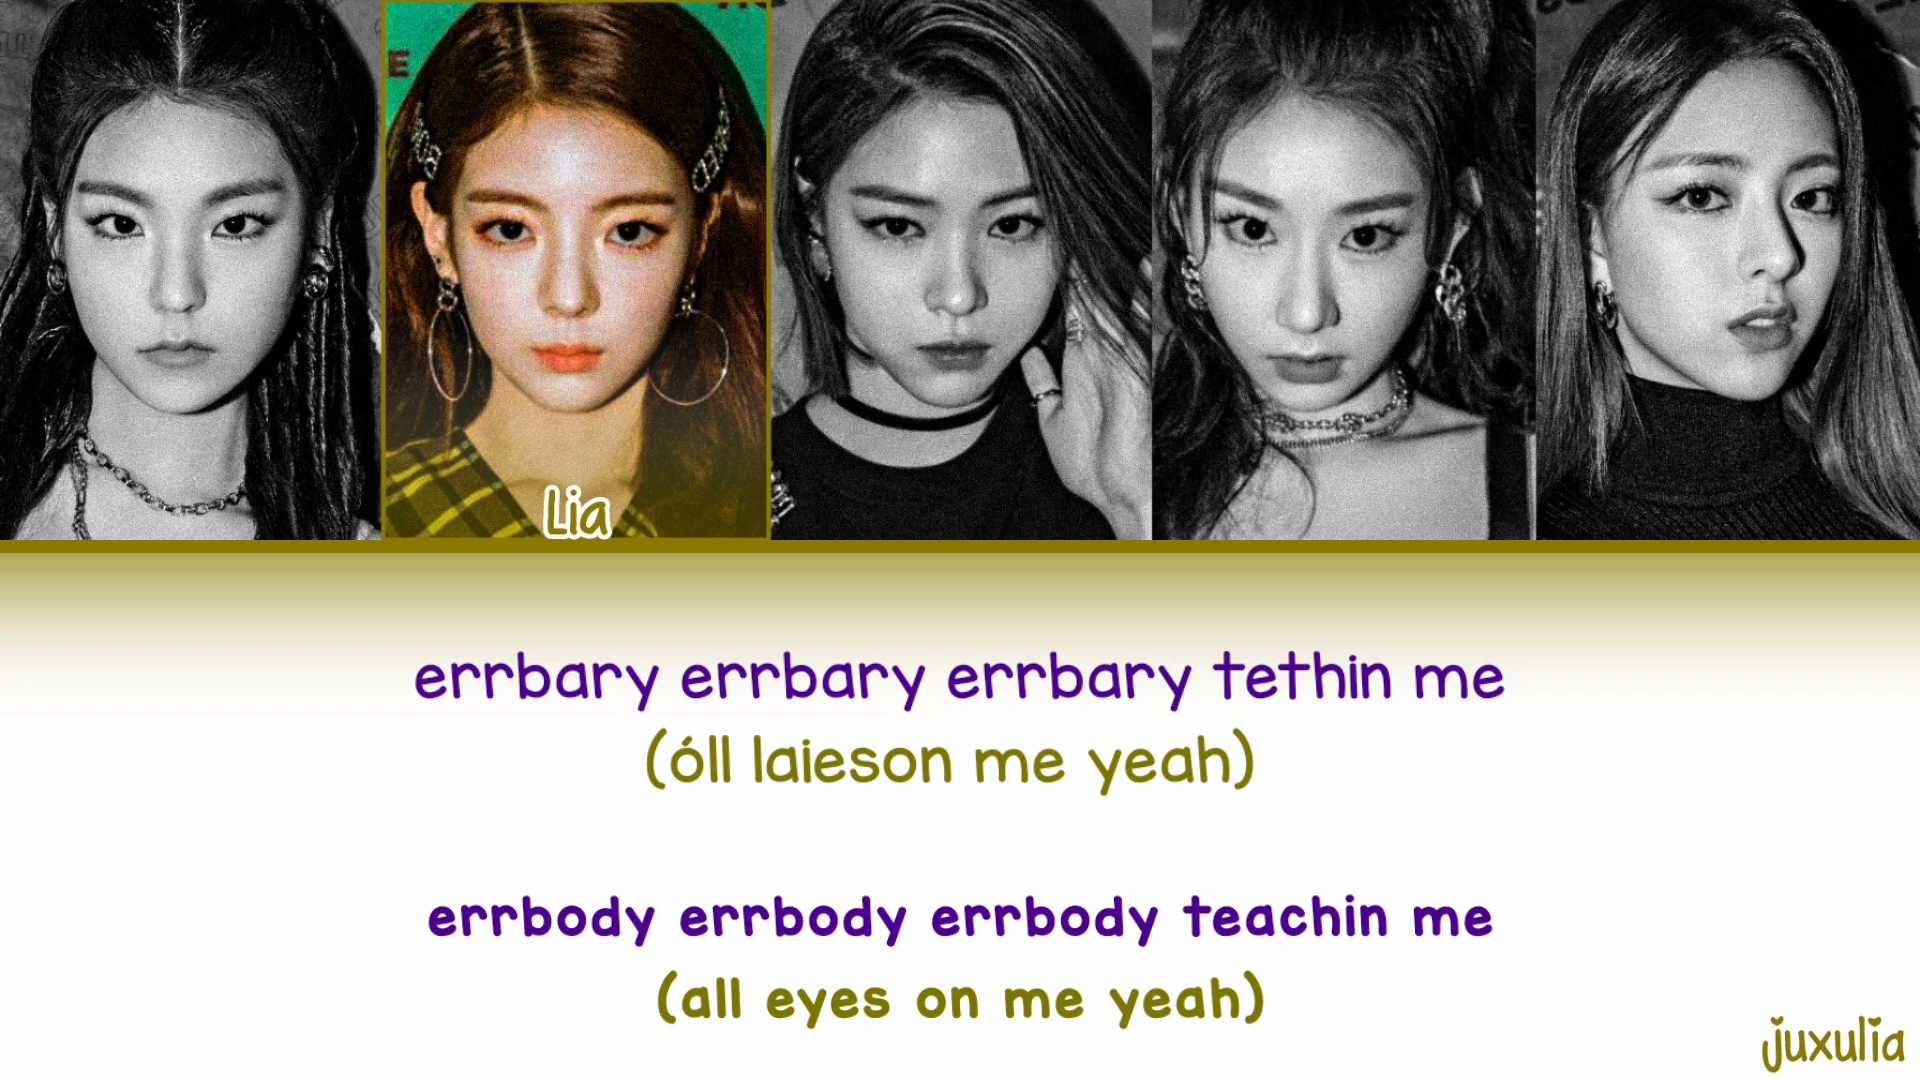 E
Lia
errbary errbary errbary tethin me
(óll laieson me yeah)
errbody errbody errbody teachin me
(all eyes on me yeah)
juxulia